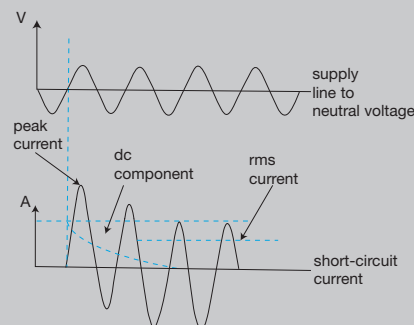 V
supply
line to
neutral voltage
peak
current
dc
component
rms
current
A
short-circuit
current